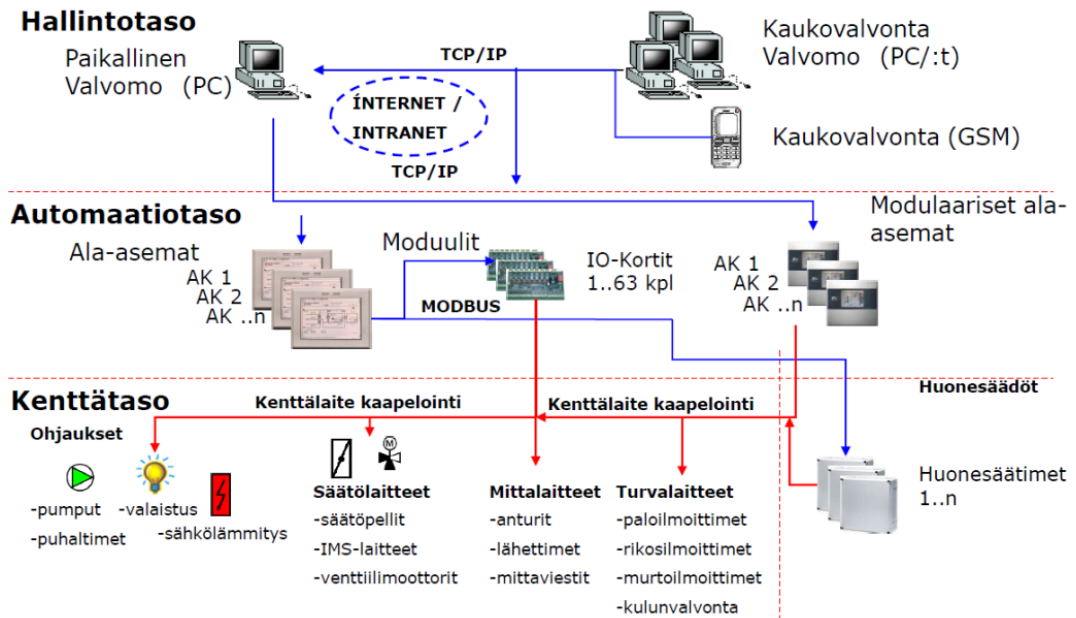 Hallintotaso
Paikallinen
Valvomo (PC)
TCP/IP
Kaukovalvonta
Valvomo (PC/:t)
ÍNTERNET /
INTRANET
Kaukovalvonta (GSM)
TCP/IP
Automaatiotaso
Ala-asemat
AK 1
AK 2
AK ..n
Moduulit
IO-Kortit
1..63 kpl
MODBUS
Modulaariset ala-
asemat
AK 1
AK 2
AK ..n
Kenttätaso
Kenttälaite kaapelointi
Kenttälaite kaapelointi
Huonesäädöt
Ohjaukset
-pumput
-puhaltimet
-valaistus
-sähkölämmitys
M
Säätölaitteet
-säätöpellit
-IMS-laitteet
-venttiilimoottorit
Mittalaitteet
-anturit
-lähettimet
-mittaviestit
Turvalaitteet
-paloilmoittimet
-rikosilmoittimet
-murtoilmoittimet
-kulunvalvonta
Huonesäätimet
1..n